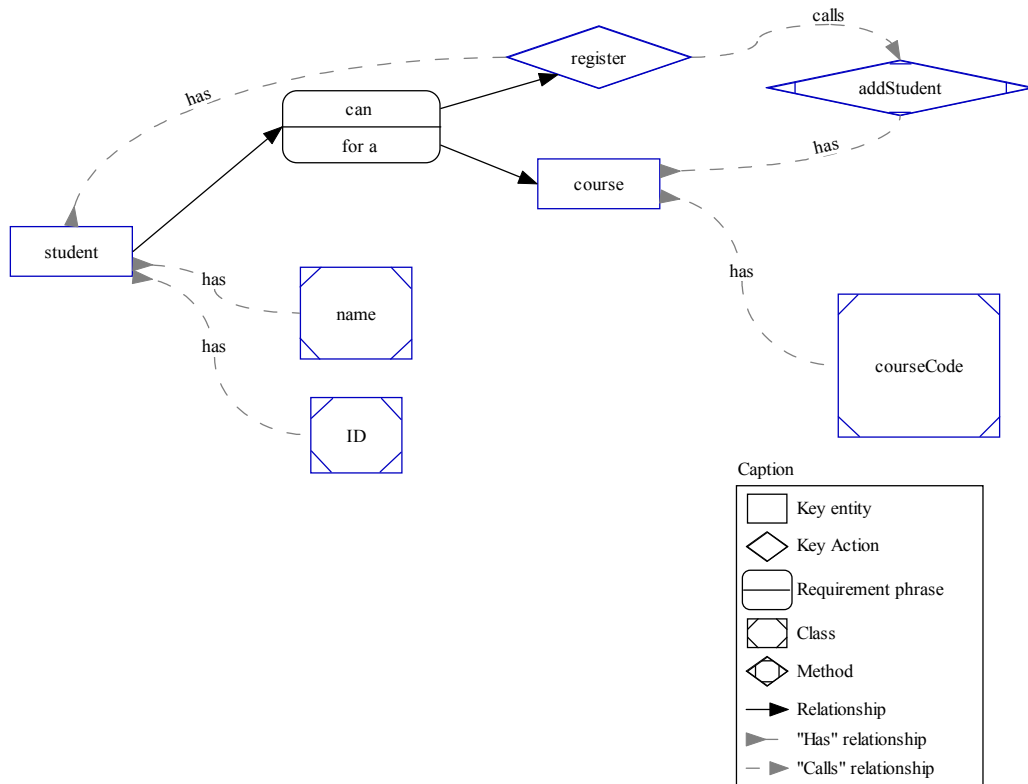 calls
register
addStudent
has
can
for a
has
course
student
has
has
name
has
courseCode
ID
Caption
Key entity
Key Action
Requirement phrase
Class
Method
Relationship
"Has" relationship
"Calls" relationship